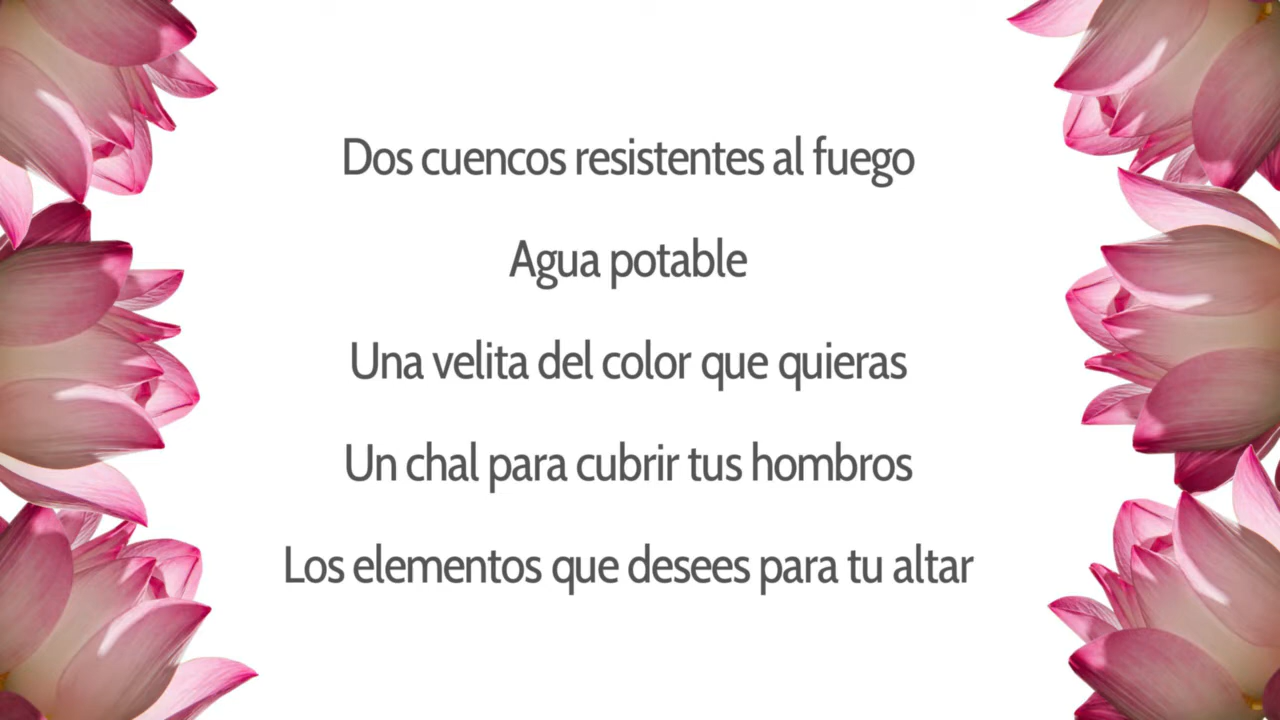 Dos cuencos resistentes al fuego
Agua potable
Una velita del color que quieras
Un chal para cubrir tus hombros
Los elementos que desees para tu altar